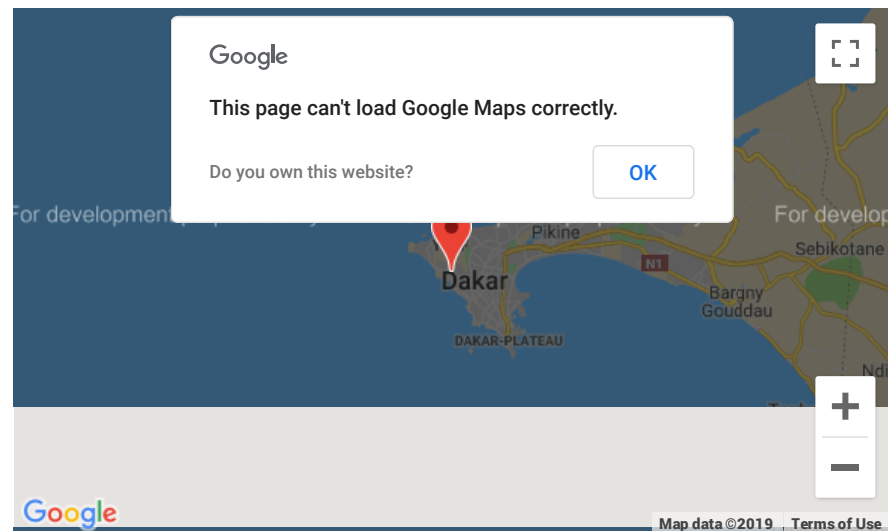 Google
This page can't load Google Maps correctly.
Do you own this website?
OK
For development
For develop
Pikine
Sebikotane
N1
Dakar
Bargny
Gouddau
DAKAR-PLATEAU
Ndi
Google
Map data ©2019
Terms of Use